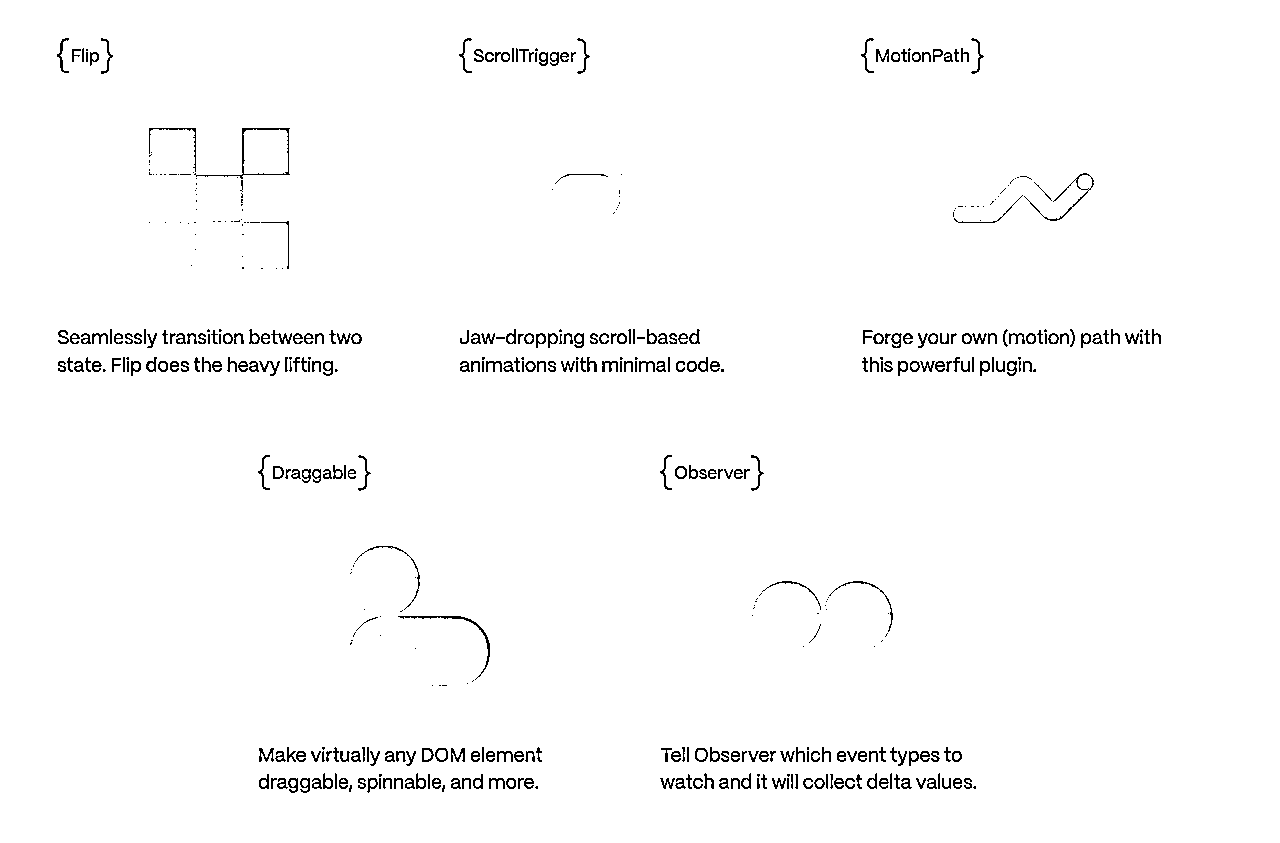 {Flip}
{ScrollTrigger}
{MotionPath}
Seamlessly transition between two
state. Flip does the heavy lifting.
Jaw-dropping scroll-based
animations with minimal code.
Forge your own (motion) path with
this powerful plugin.
{Draggable}
{Observer}
Make virtually any DOM element
draggable, spinnable, and more.
Tell Observer which event types to
watch and it will collect delta values.